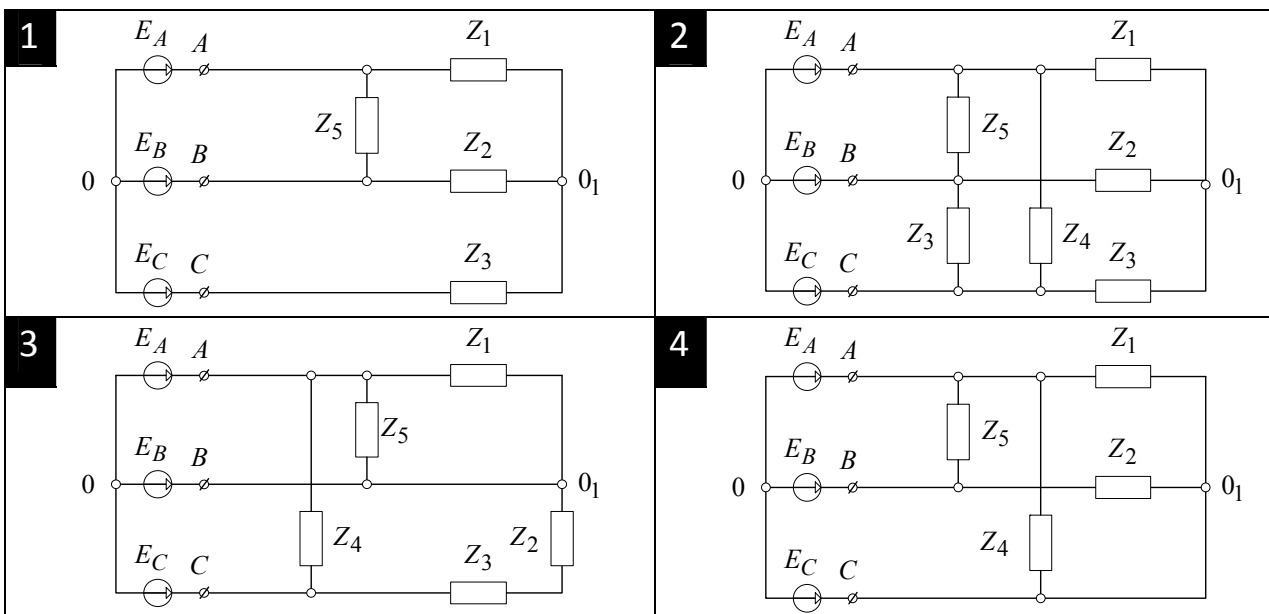 1
E_A A Z_1
Z_5
E_B B Z_2
0 0_1
E_C C Z_3
2
E_A A Z_1
Z_5
E_B B Z_2
0 0_1
Z_3 Z_4
E_C C Z_3
3
E_A A Z_1
Z_5
E_B B
0 0_1
Z_4 Z_2
E_C C Z_3
4
E_A A Z_1
Z_5
E_B B Z_2
0 0_1
Z_4
E_C C